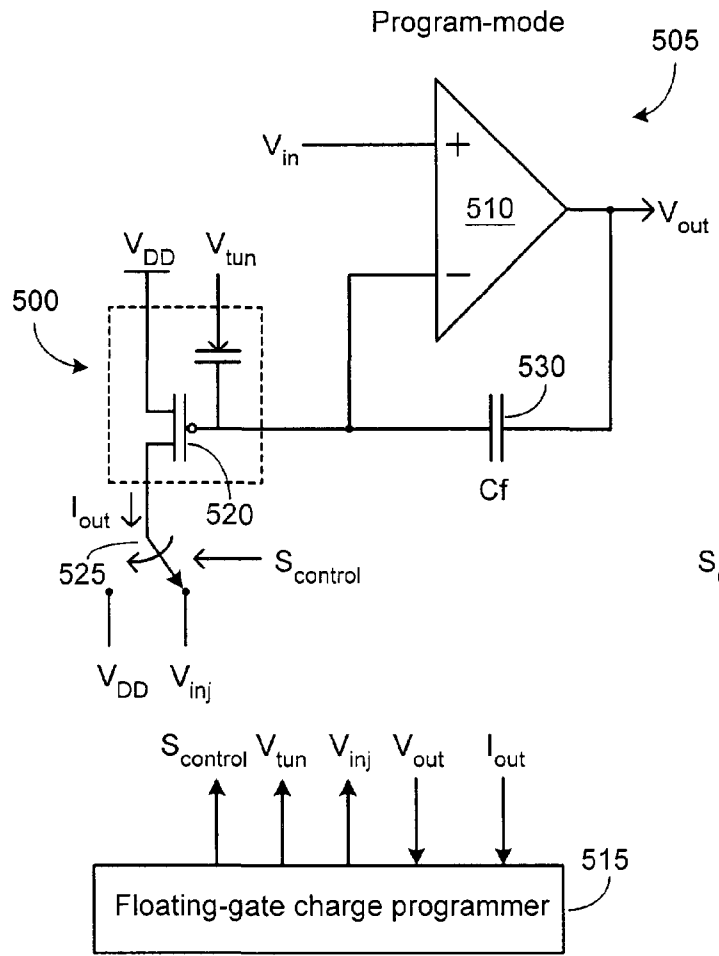 Program-mode
505
V_in
+
510
V_out
−
V_DD
V_tun
500
530
Cf
520
I_out
525
S_control
V_DD
V_inj
S_control
V_tun
V_inj
V_out
I_out
515
Floating-gate charge programmer